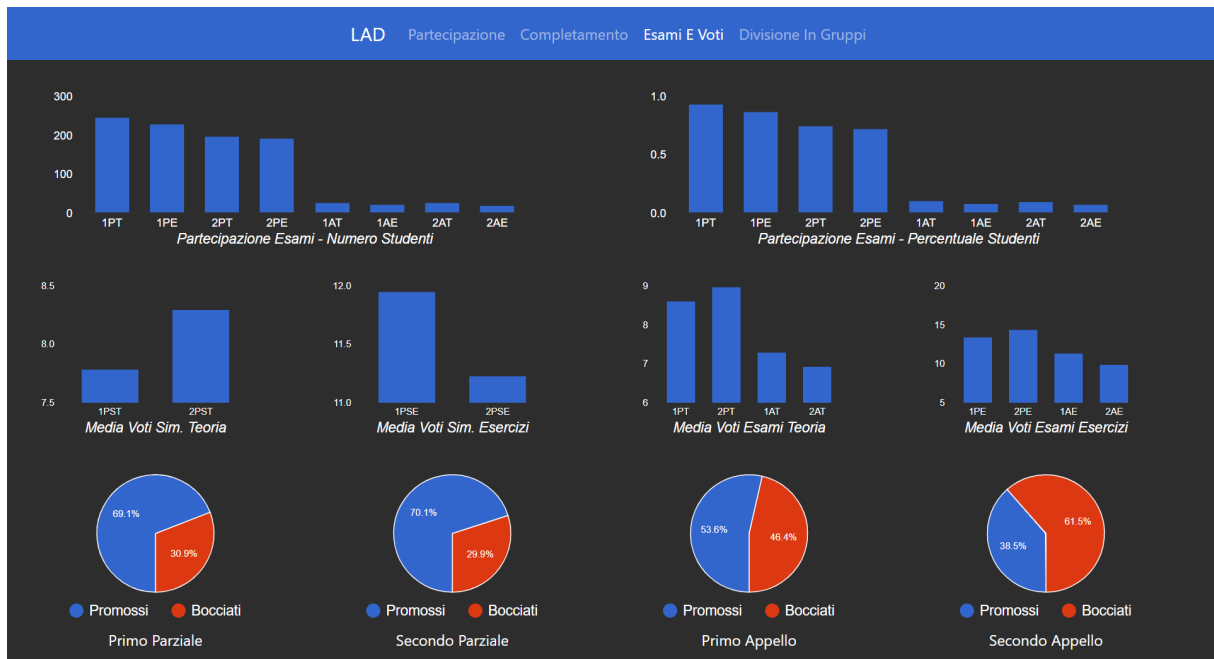 LAD Partecipazione Completamento Esami E Voti Divisione In Gruppi
300
200
100
0
1PT 1PE 2PT 2PE 1AT 1AE 2AT 2AE
Partecipazione Esami - Numero Studenti
1.0
0.5
0.0
1PT 1PE 2PT 2PE 1AT 1AE 2AT 2AE
Partecipazione Esami - Percentuale Studenti
8.5
8.0
7.5
1PST 2PST
Media Voti Sim. Teoria
12.0
11.5
11.0
1PSE 2PSE
Media Voti Sim. Esercizi
9
8
7
6
1PT 2PT 1AT 2AT
Media Voti Esami Teoria
20
15
10
5
1PE 2PE 1AE 2AE
Media Voti Esami Esercizi
69.1%
30.9%
Promossi Bocciati
Primo Parziale
70.1%
29.9%
Promossi Bocciati
Secondo Parziale
53.6%
46.4%
Promossi Bocciati
Primo Appello
61.5%
38.5%
Promossi Bocciati
Secondo Appello